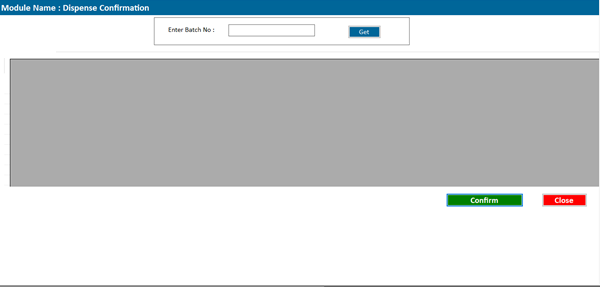 Module Name : Dispense Confirmation
Enter Batch No :
Get
Confirm
Close